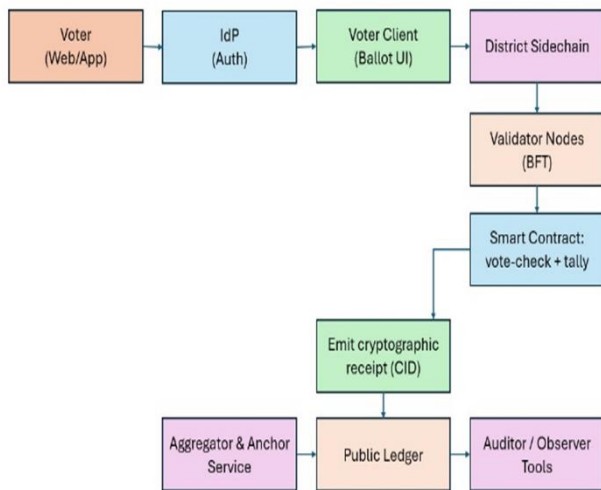 Voter
(Web/App)
IdP
(Auth)
Voter Client
(Ballot UI)
District Sidechain
Validator Nodes
(BFT)
Smart Contract:
vote-check + tally
Emit cryptographic
receipt (CID)
Aggregator & Anchor
Service
Public Ledger
Auditor / Observer
Tools